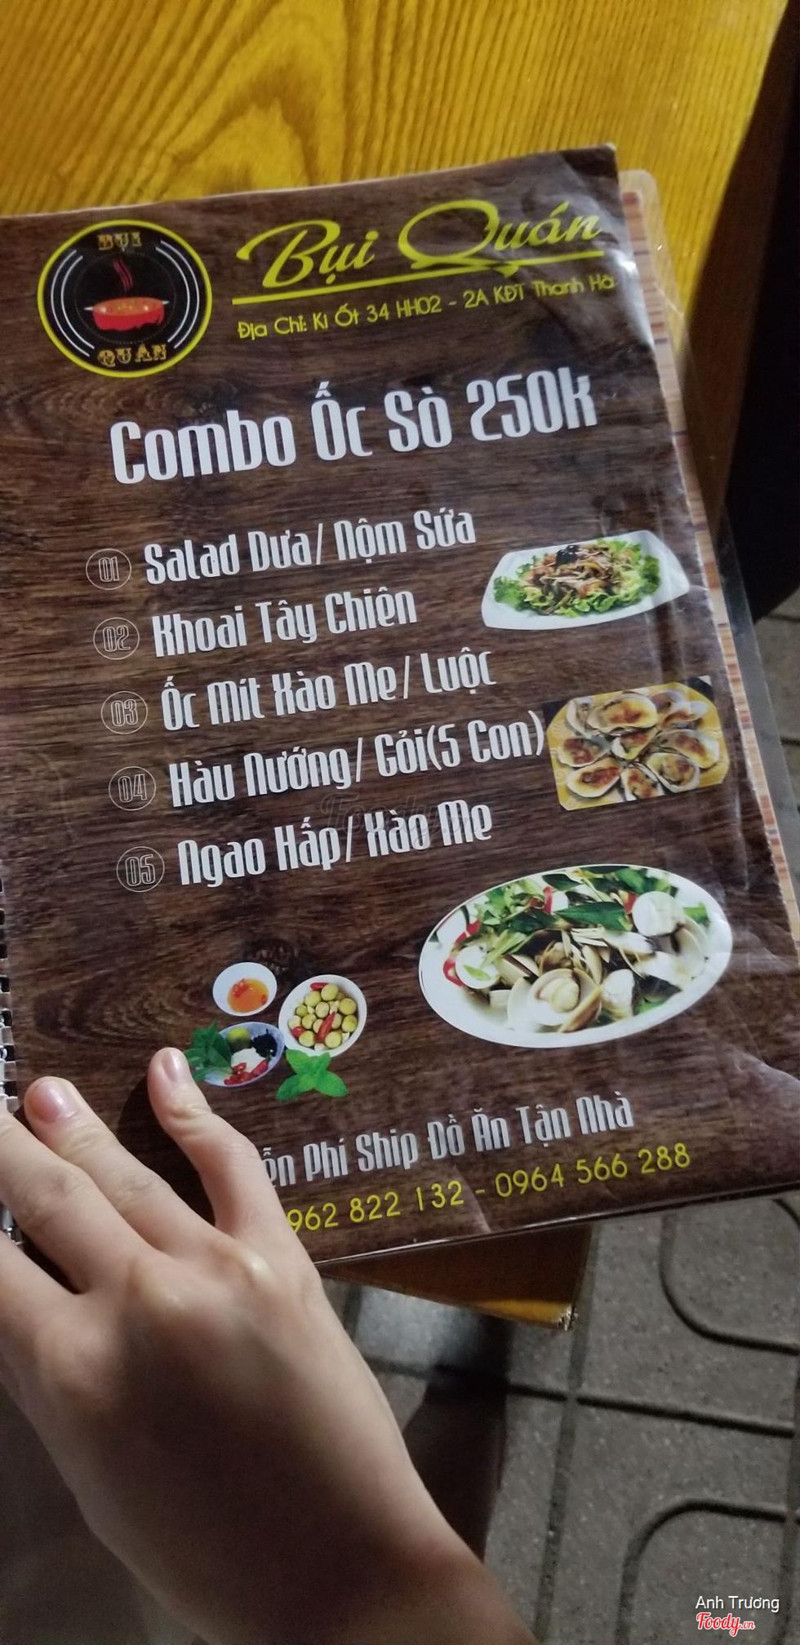 BỤI
QUÁN
Bụi Quán
Địa Chỉ: Ki Ốt 34 HH02 - 2A KĐT Thanh Hà
Combo Ốc Sò 250k
01 Salad Dưa/ Nộm Sứa
02 Khoai Tây Chiên
03 Ốc Mít Xào Me/ Luộc
04 Hàu Nướng/ Gỏi(5 Con)
05 Ngao Hấp/ Xào Me
Phí Ship Đồ Ăn Tận Nhà
962 822 132 - 0964 566 288
Anh Trương
Foody.vn